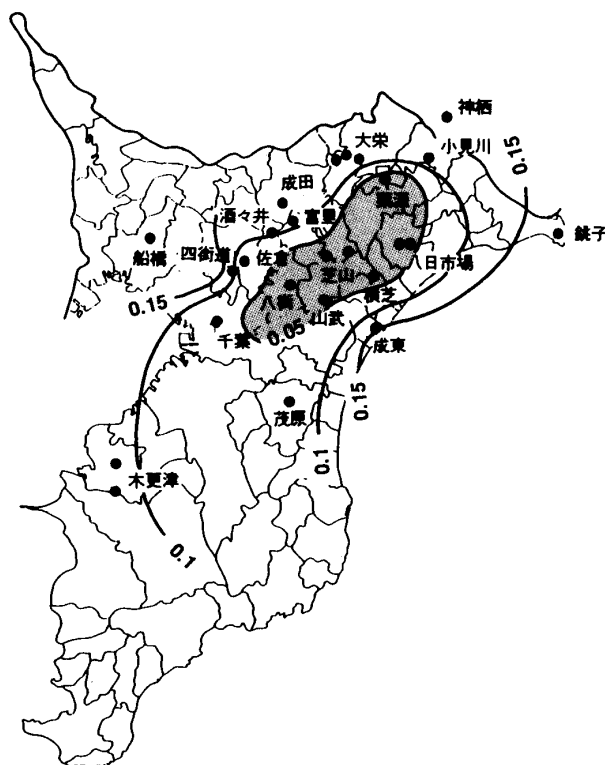 神栖
大栄
小見川
0.15
成田
酒々井
富里
銚子
船橋
四街道
佐倉
芝山
八日市場
0.15
八街
横芝
山武
0.05
千葉
成東
0.15
茂原
0.1
木更津
0.1